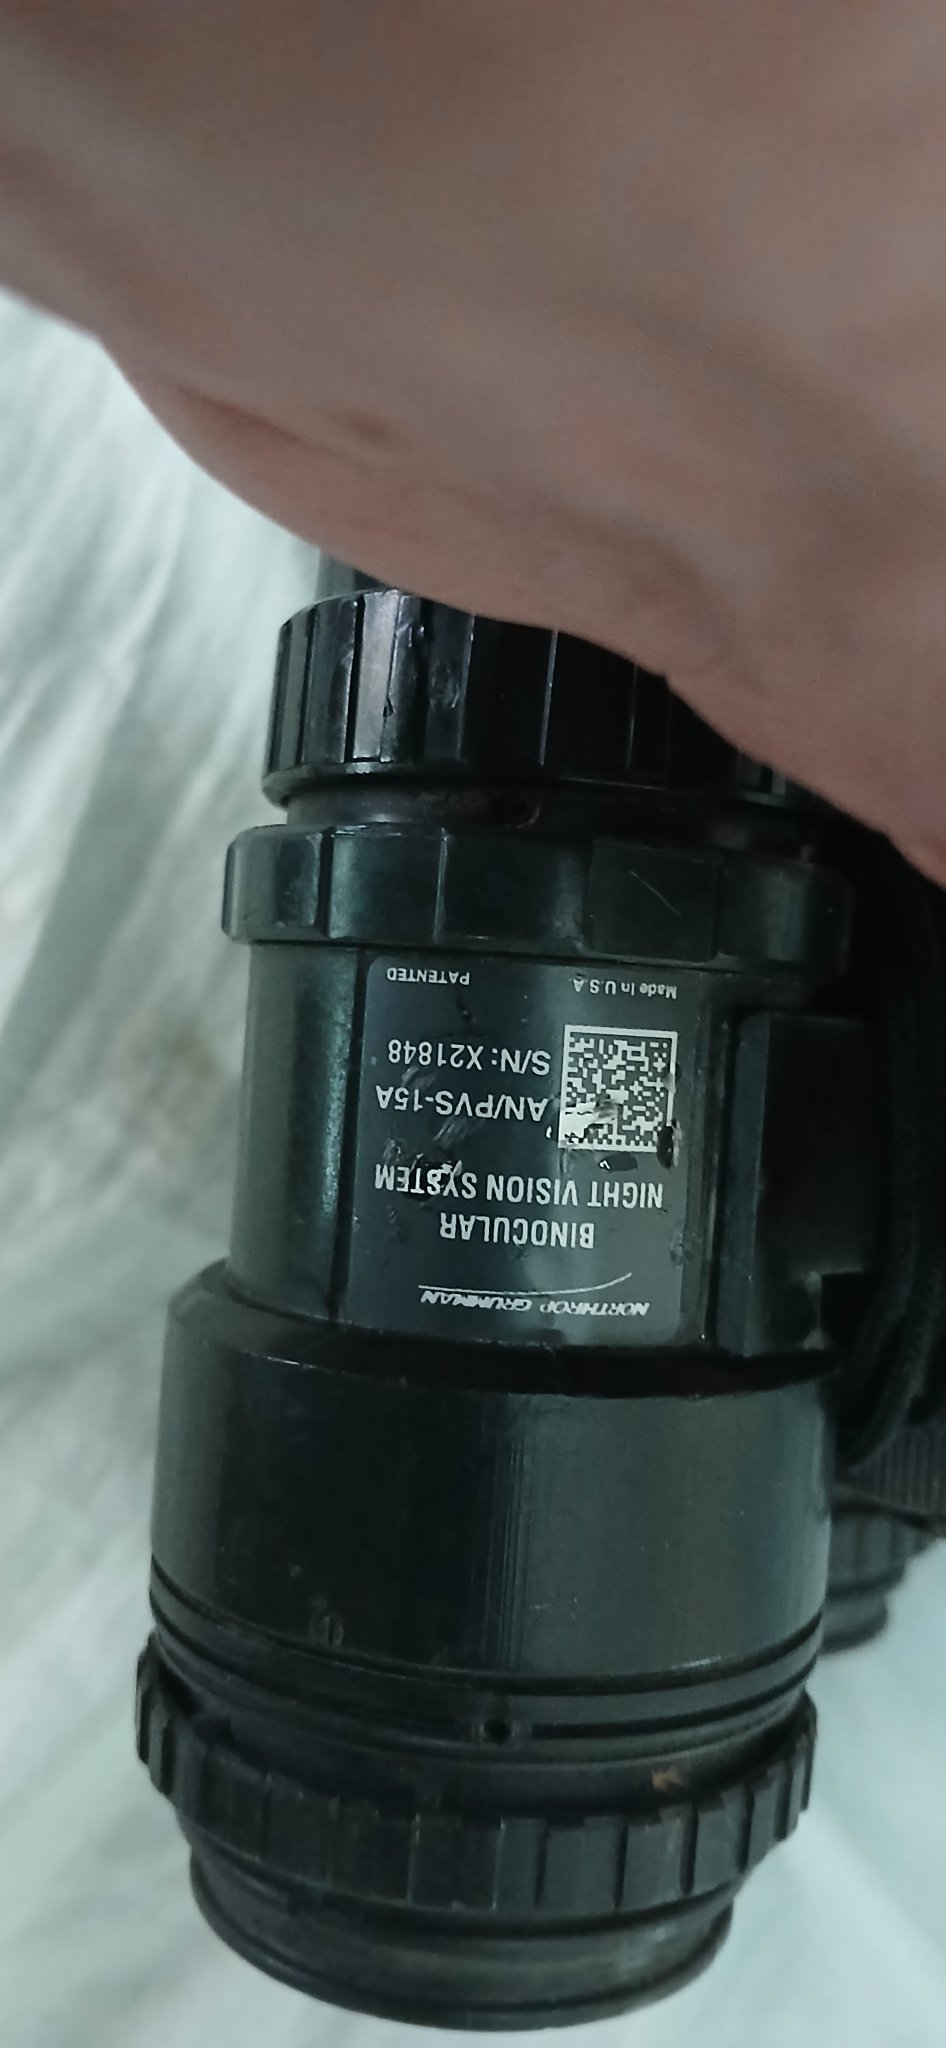 NORTHROP GRUMMAN
BINOCULAR
NIGHT VISION SYSTEM
AN/PVS-15A
S/N: X21848
Made In U.S.A.
PATENTED